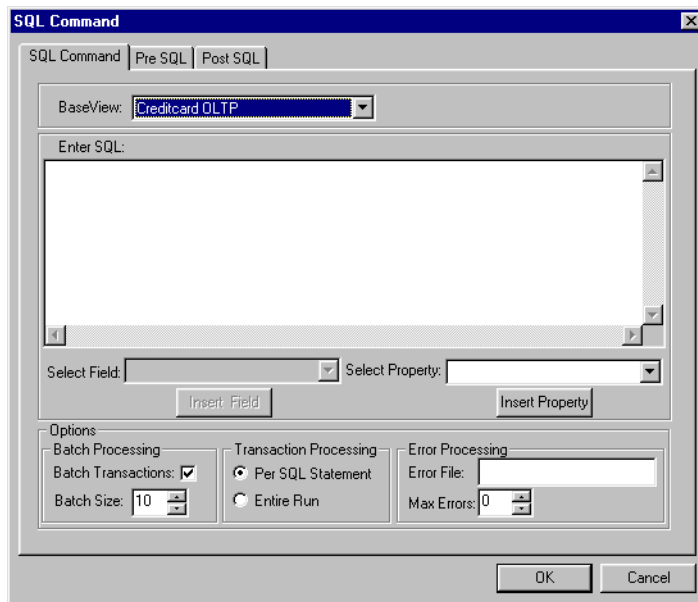 SQL Command
SQL Command Pre SQL Post SQL
BaseView: Creditcard OLTP
Enter SQL:
Select Field: Select Property:
Insert Field Insert Property
Options
Batch Processing Transaction Processing Error Processing
Batch Transactions: Per SQL Statement Error File:
Batch Size: 10 Entire Run Max Errors: 0
OK Cancel